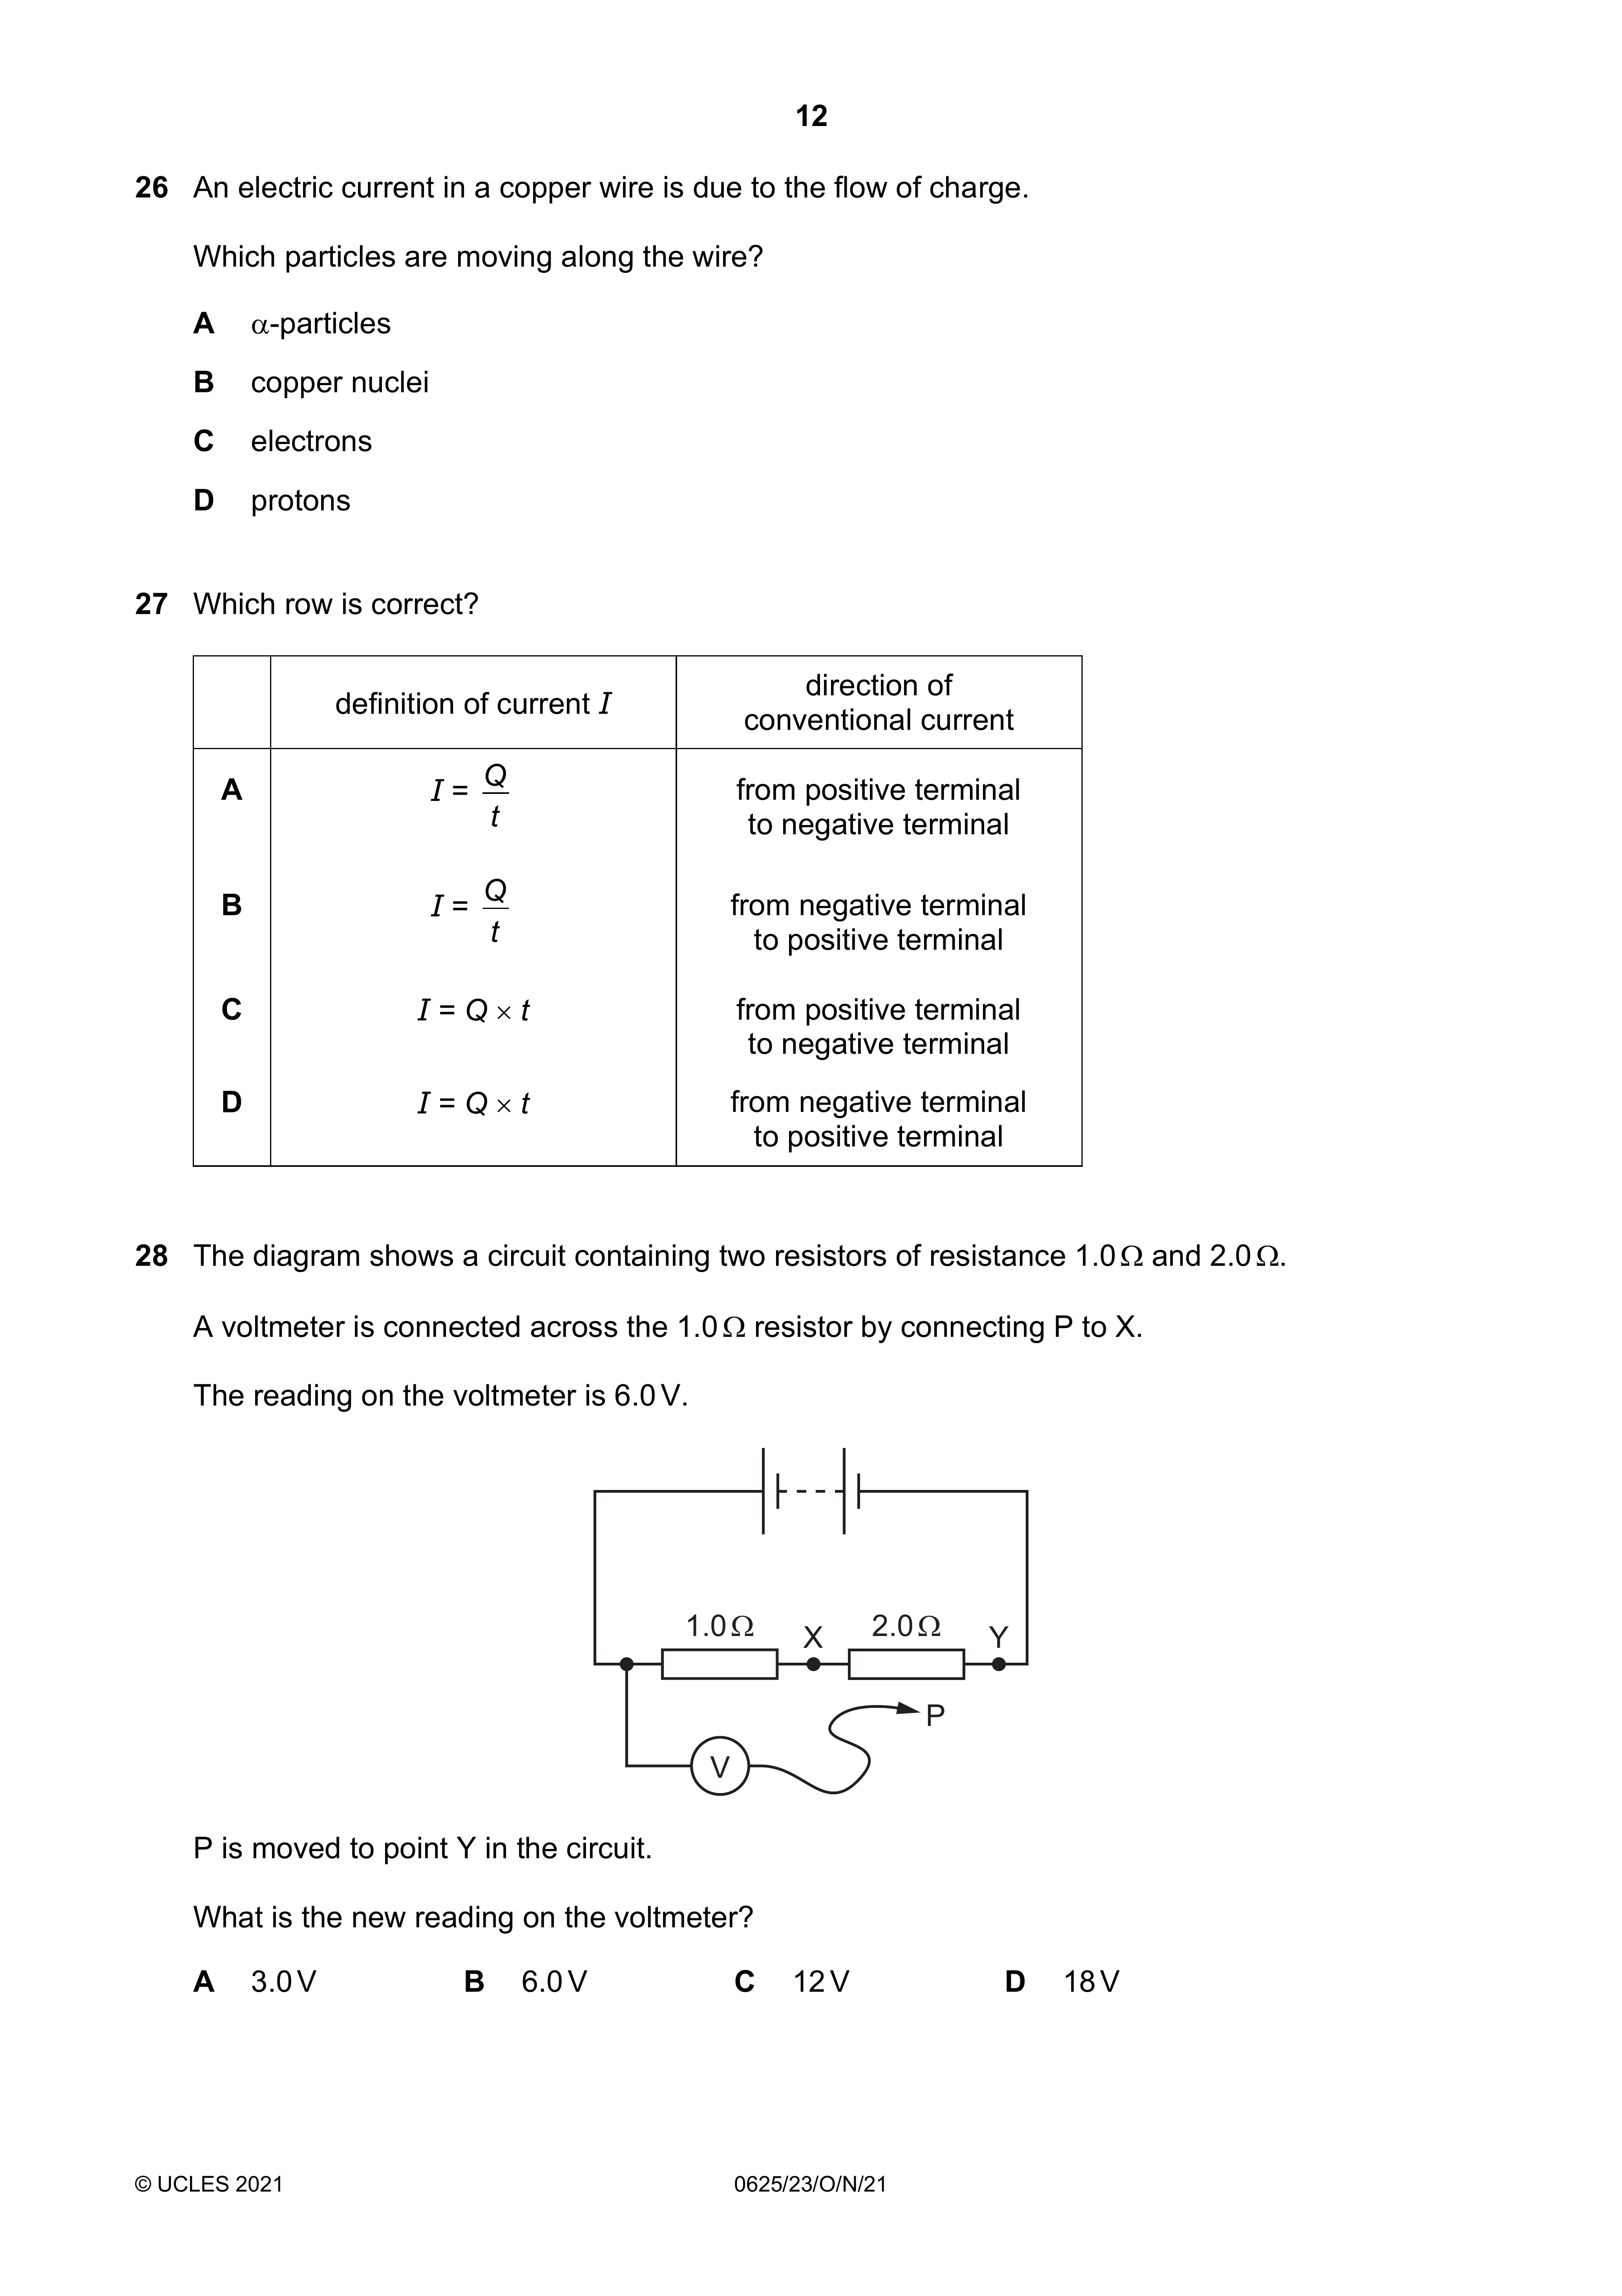 12
26 An electric current in a copper wire is due to the flow of charge.
Which particles are moving along the wire?
A α-particles
B copper nuclei
C electrons
D protons
27 Which row is correct?
definition of current I
direction of
conventional current
A I = Q/t from positive terminal
to negative terminal
B I = Q/t from negative terminal
to positive terminal
C I = Q × t from positive terminal
to negative terminal
D I = Q × t from negative terminal
to positive terminal
28 The diagram shows a circuit containing two resistors of resistance 1.0 Ω and 2.0 Ω.
A voltmeter is connected across the 1.0 Ω resistor by connecting P to X.
The reading on the voltmeter is 6.0 V.
1.0 Ω X 2.0 Ω Y
P
V
P is moved to point Y in the circuit.
What is the new reading on the voltmeter?
A 3.0 V B 6.0 V C 12 V D 18 V
© UCLES 2021 0625/23/O/N/21